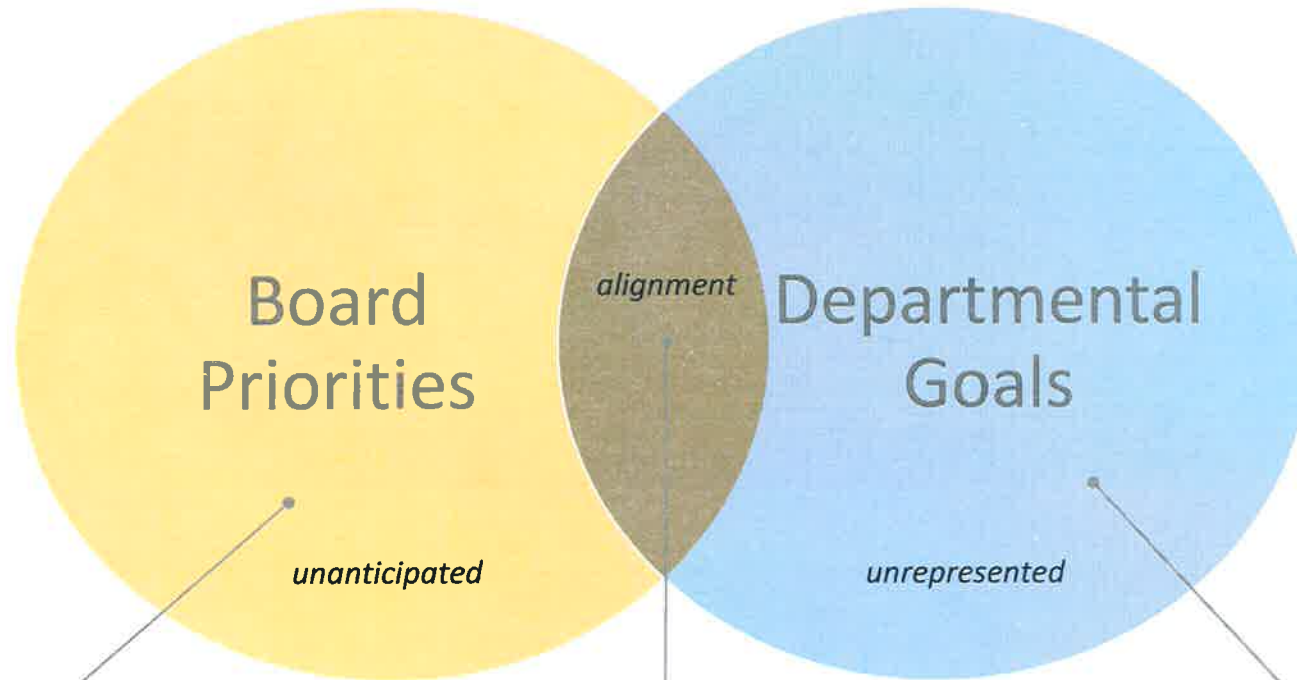 Board
Priorities
alignment
Departmental
Goals
unanticipated
unrepresented